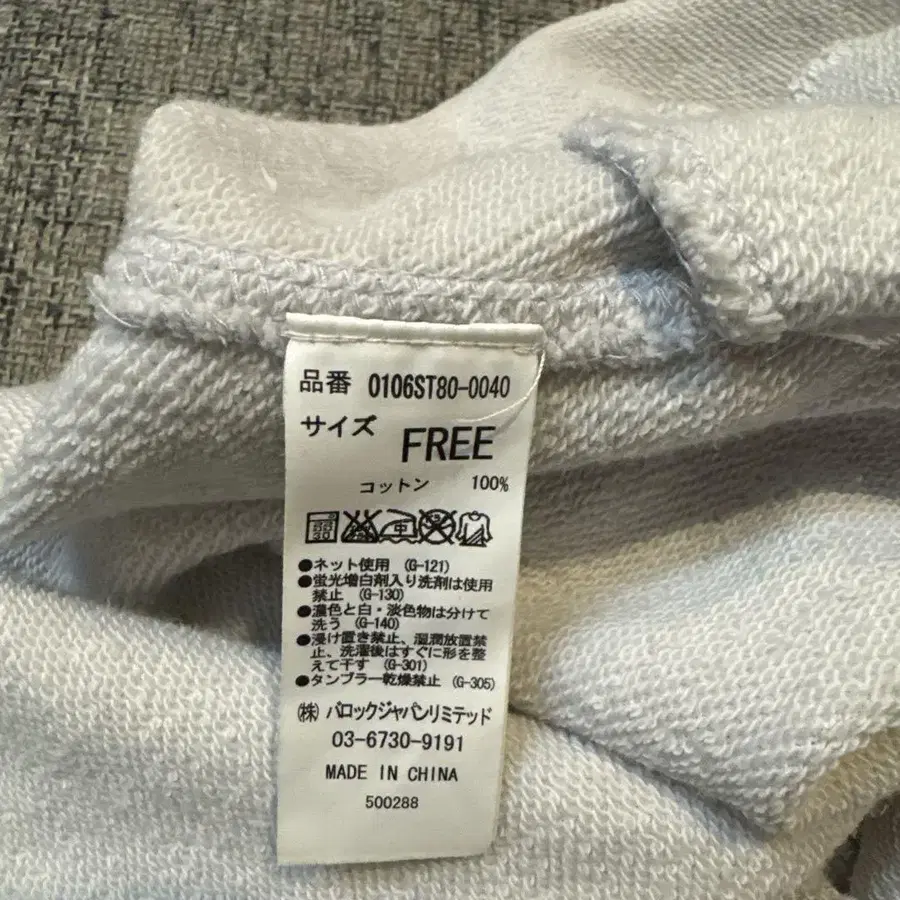 品番 0106ST80-0040
サイズ FREE
コットン 100%
●ネット使用 (G-121)
●蛍光増白剤入り洗剤は使用
禁止 (G-130)
●濃色と白・淡色物は分けて
洗う (G-140)
●浸け置き禁止、湿潤放置禁
止、洗濯後はすぐに形を整
えて干す (G-301)
●タンブラー乾燥禁止 (G-305)
㈱ バロックジャパンリミテッド
03-6730-9191
MADE IN CHINA
500288